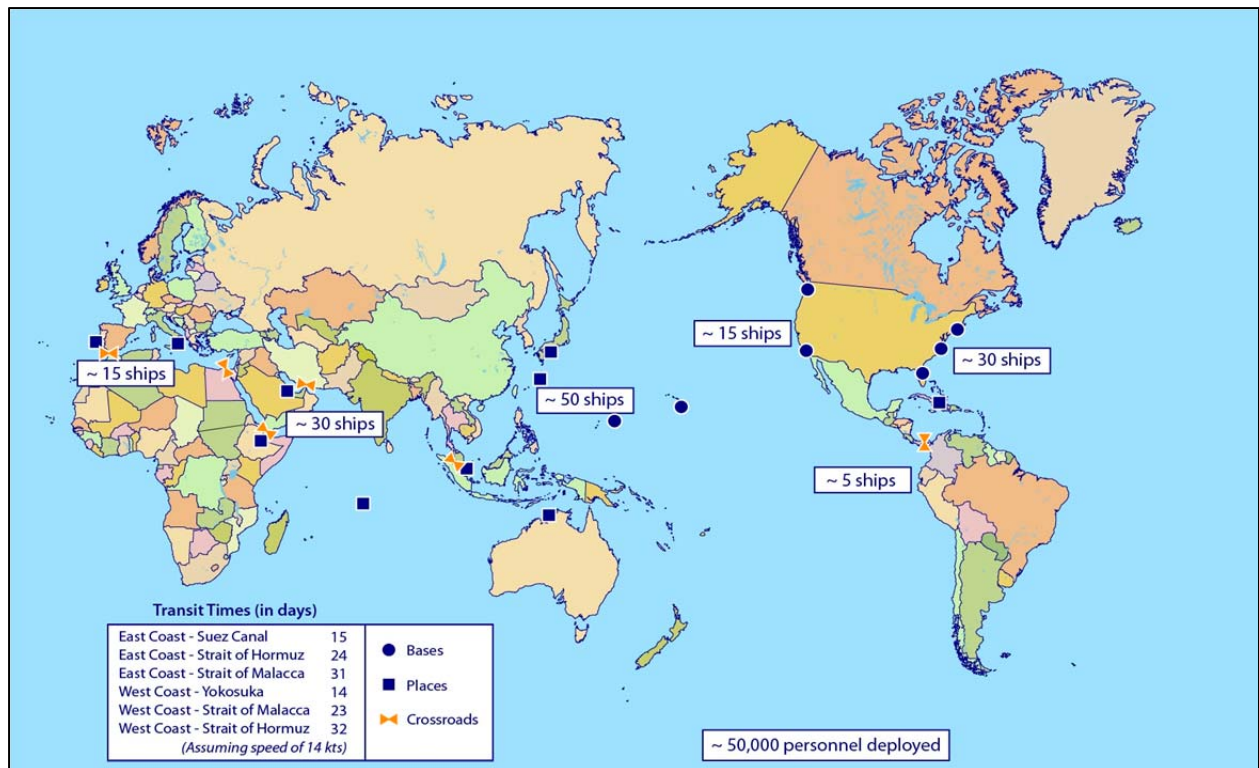 ~ 15 ships
~ 30 ships
~ 50 ships
~ 15 ships
~ 30 ships
~ 5 ships
Transit Times (in days)
East Coast - Suez Canal 15
East Coast - Strait of Hormuz 24
East Coast - Strait of Malacca 31
West Coast - Yokosuka 14
West Coast - Strait of Malacca 23
West Coast - Strait of Hormuz 32
(Assuming speed of 14 kts)
Bases
Places
Crossroads
~ 50,000 personnel deployed